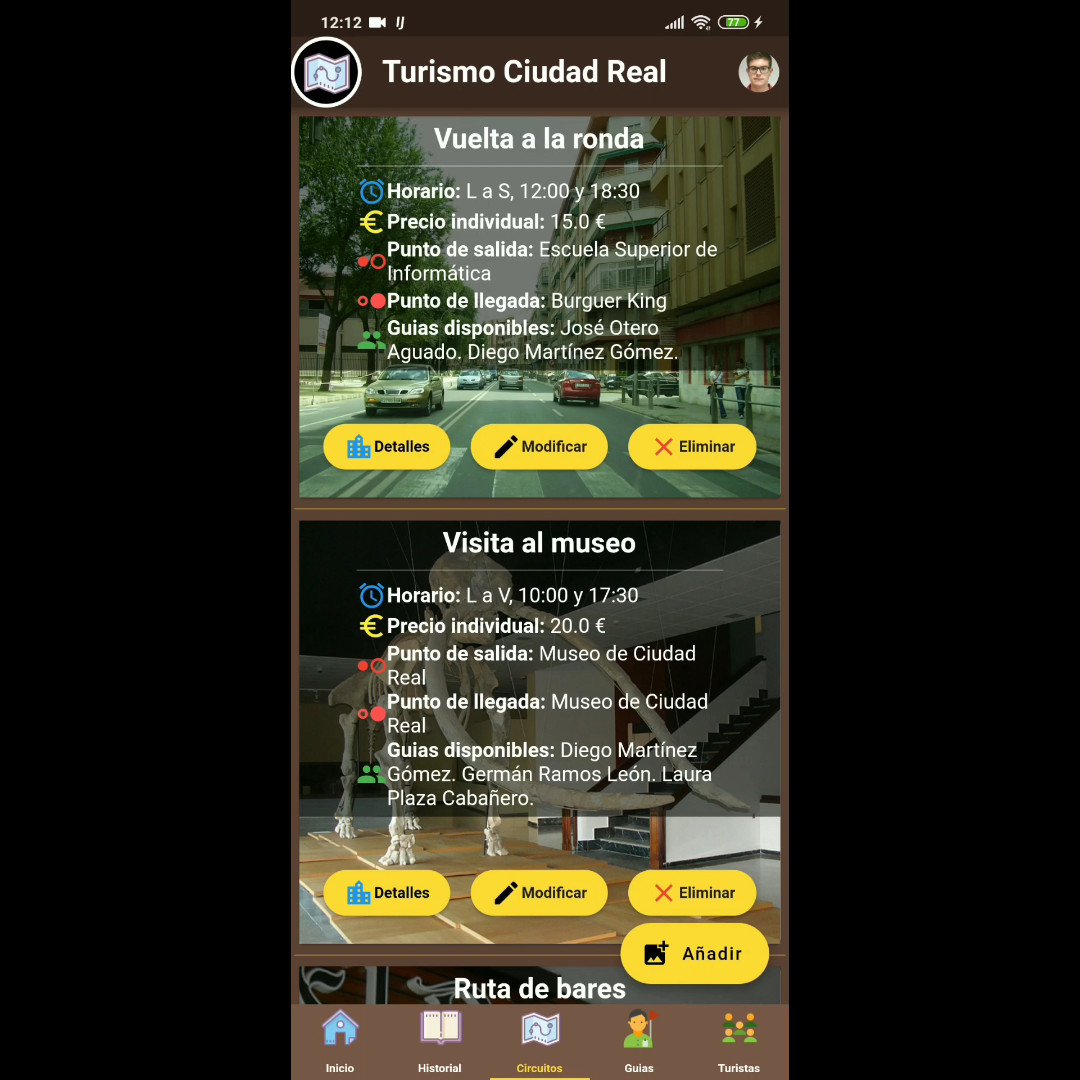 12:12
77
Turismo Ciudad Real
Vuelta a la ronda
Horario: L a S, 12:00 y 18:30
Precio individual: 15.0 €
Punto de salida: Escuela Superior de
Informática
Punto de llegada: Burguer King
Guias disponibles: José Otero
Aguado. Diego Martínez Gómez.
Detalles
Modificar
Eliminar
Visita al museo
Horario: L a V, 10:00 y 17:30
Precio individual: 20.0 €
Punto de salida: Museo de Ciudad
Real
Punto de llegada: Museo de Ciudad
Real
Guias disponibles: Diego Martínez
Gómez. Germán Ramos León. Laura
Plaza Cabañero.
Detalles
Modificar
Eliminar
Añadir
Ruta de bares
Inicio
Historial
Circuitos
Guias
Turistas